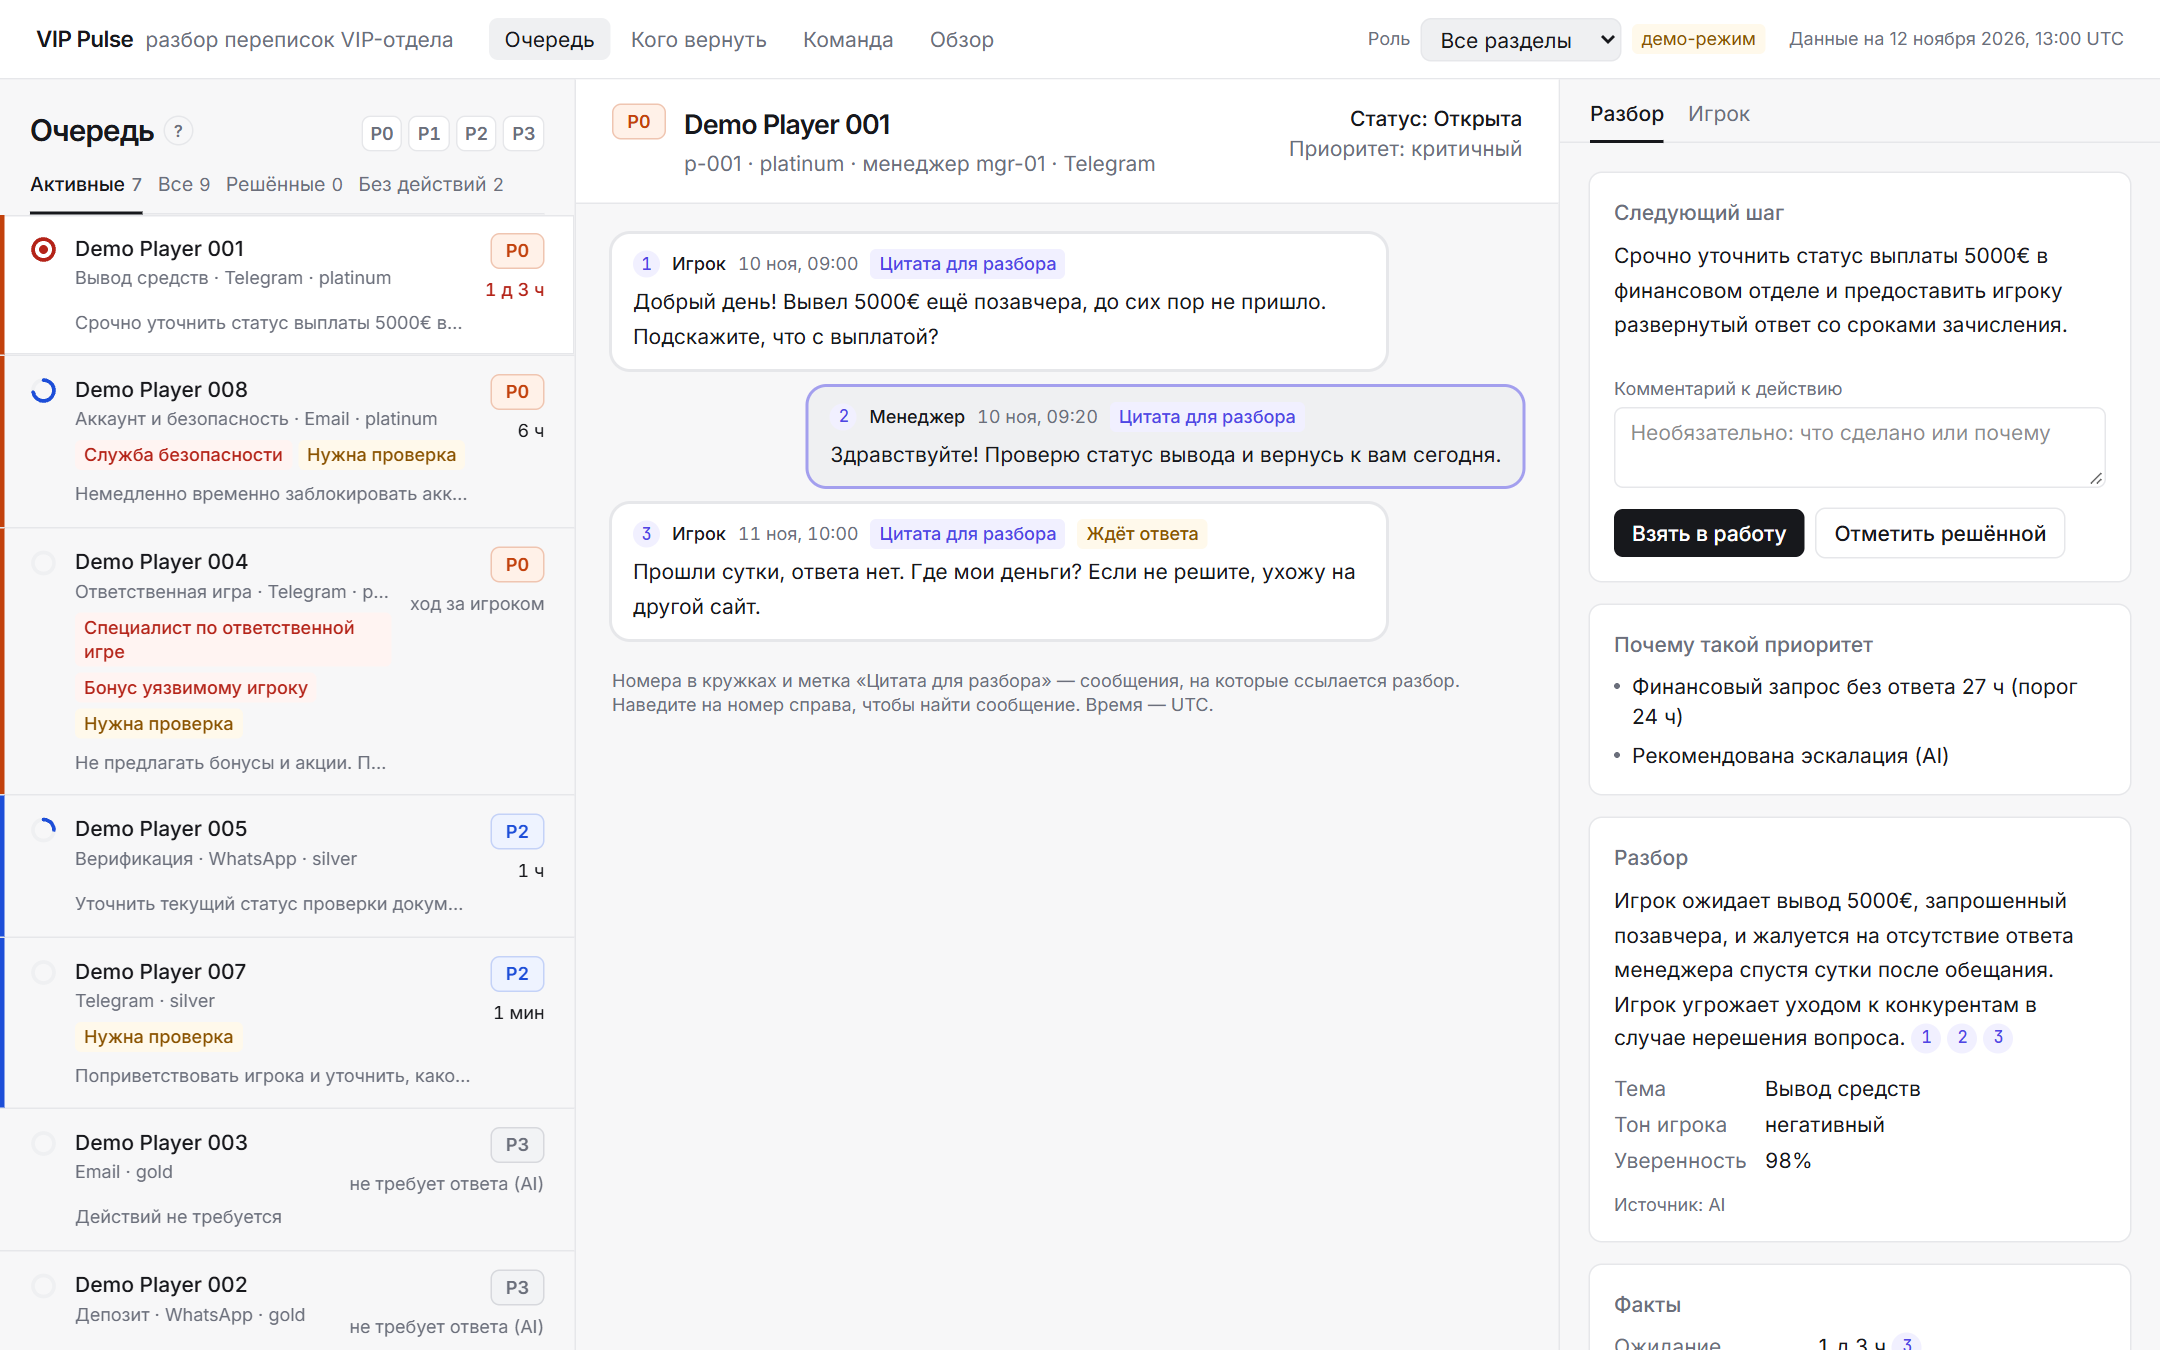 VIP Pulse разбор переписок VIP-отдела Очередь Кого вернуть Команда Обзор Роль Все разделы демо-режим Данные на 12 ноября 2026, 13:00 UTC
Очередь ? P0 P1 P2 P3
Активные 7 Все 9 Решённые 0 Без действий 2
Demo Player 001 P0
Вывод средств · Telegram · platinum
1 д 3 ч
Срочно уточнить статус выплаты 5000€ в...
Demo Player 008 P0
Аккаунт и безопасность · Email · platinum
6 ч
Служба безопасности Нужна проверка
Немедленно временно заблокировать акк...
Demo Player 004 P0
Ответственная игра · Telegram · p...
ход за игроком
Специалист по ответственной
игре
Бонус уязвимому игроку
Нужна проверка
Не предлагать бонусы и акции. П...
Demo Player 005 P2
Верификация · WhatsApp · silver
1 ч
Уточнить текущий статус проверки докум...
Demo Player 007 P2
Telegram · silver
1 мин
Нужна проверка
Поприветствовать игрока и уточнить, како...
Demo Player 003 P3
Email · gold
не требует ответа (AI)
Действий не требуется
Demo Player 002 P3
Депозит · WhatsApp · gold
не требует ответа (AI)
P0 Demo Player 001
p-001 · platinum · менеджер mgr-01 · Telegram
Статус: Открыта
Приоритет: критичный
1 Игрок 10 ноя, 09:00 Цитата для разбора
Добрый день! Вывел 5000€ ещё позавчера, до сих пор не пришло.
Подскажите, что с выплатой?
2 Менеджер 10 ноя, 09:20 Цитата для разбора
Здравствуйте! Проверю статус вывода и вернусь к вам сегодня.
3 Игрок 11 ноя, 10:00 Цитата для разбора Ждёт ответа
Прошли сутки, ответа нет. Где мои деньги? Если не решите, ухожу на
другой сайт.
Номера в кружках и метка «Цитата для разбора» — сообщения, на которые ссылается разбор.
Наведите на номер справа, чтобы найти сообщение. Время — UTC.
Разбор Игрок
Следующий шаг
Срочно уточнить статус выплаты 5000€ в
финансовом отделе и предоставить игроку
развернутый ответ со сроками зачисления.
Комментарий к действию
Необязательно: что сделано или почему
Взять в работу Отметить решённой
Почему такой приоритет
• Финансовый запрос без ответа 27 ч (порог
24 ч)
• Рекомендована эскалация (AI)
Разбор
Игрок ожидает вывод 5000€, запрошенный
позавчера, и жалуется на отсутствие ответа
менеджера спустя сутки после обещания.
Игрок угрожает уходом к конкурентам в
случае нерешения вопроса. 1 2 3
Тема Вывод средств
Тон игрока негативный
Уверенность 98%
Источник: AI
Факты
Ожидание 1 д 3 ч 3